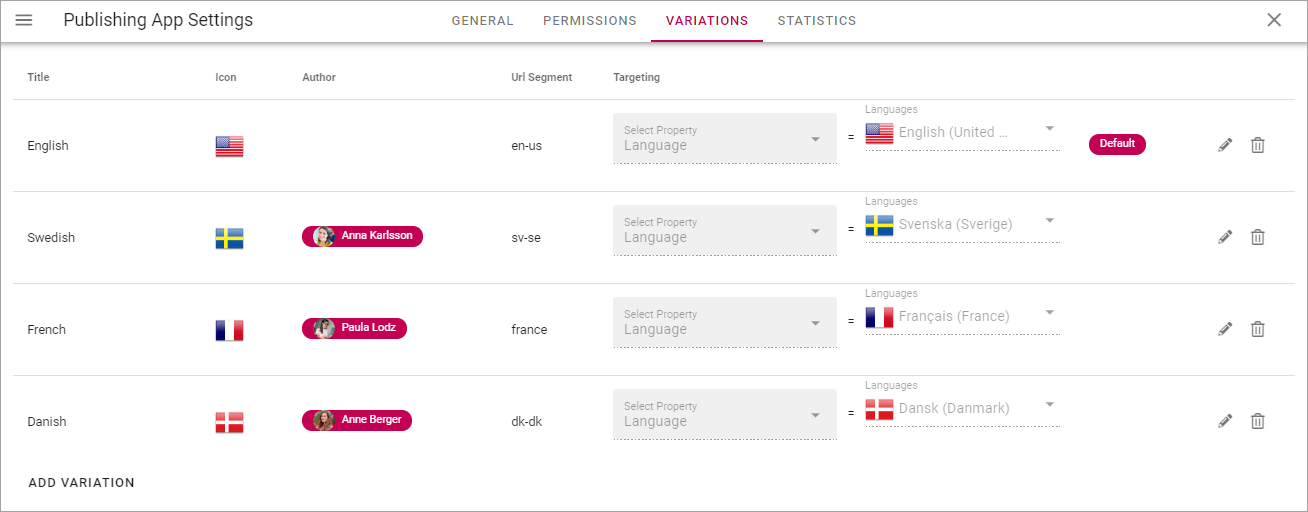 Publishing App Settings
GENERAL PERMISSIONS VARIATIONS STATISTICS
Title Icon Author Url Segment Targeting
English en-us Select Property Language = Languages English (United ... Default
Swedish Anna Karlsson sv-se Select Property Language = Languages Svenska (Sverige)
French Paula Lodz france Select Property Language = Languages Français (France)
Danish Anne Berger dk-dk Select Property Language = Languages Dansk (Danmark)
ADD VARIATION